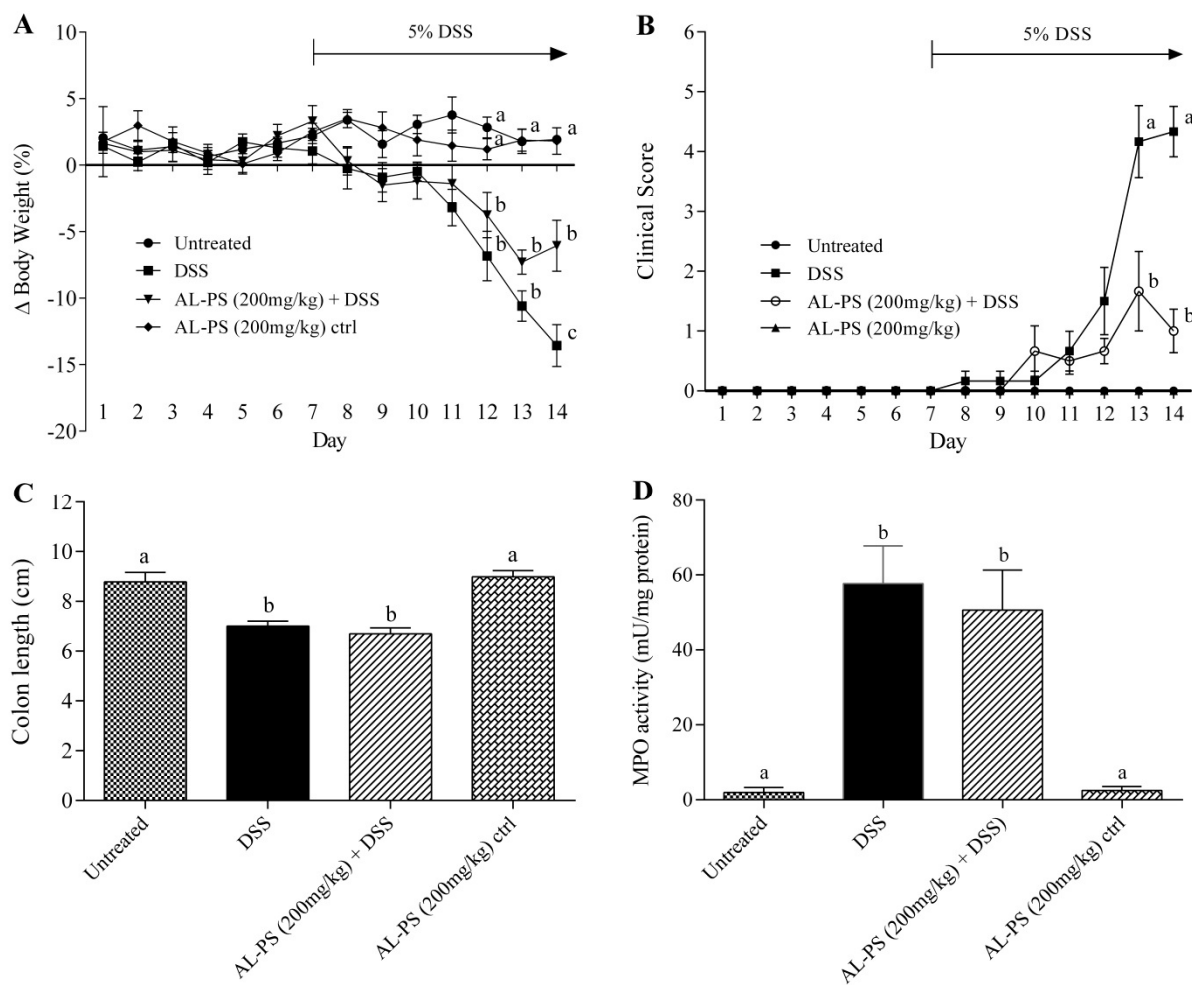 A
5% DSS
10
5
0
-5
-10
-15
-20
Δ Body Weight (%)
a
a
a
a
b
b
b
b
b
c
Untreated
DSS
AL-PS (200mg/kg) + DSS
AL-PS (200mg/kg) ctrl
1 2 3 4 5 6 7 8 9 10 11 12 13 14
Day
B
5% DSS
6
5
4
3
2
1
0
Clinical Score
a
a
b
b
Untreated
DSS
AL-PS (200mg/kg) + DSS
AL-PS (200mg/kg)
1 2 3 4 5 6 7 8 9 10 11 12 13 14
Day
C
12
10
8
6
4
2
0
Colon length (cm)
a
b
b
a
Untreated
DSS
AL-PS (200mg/kg) + DSS
AL-PS (200mg/kg) ctrl
D
80
60
40
20
0
MPO activity (mU/mg protein)
a
b
b
a
Untreated
DSS
AL-PS (200mg/kg) + DSS)
AL-PS (200mg/kg) ctrl